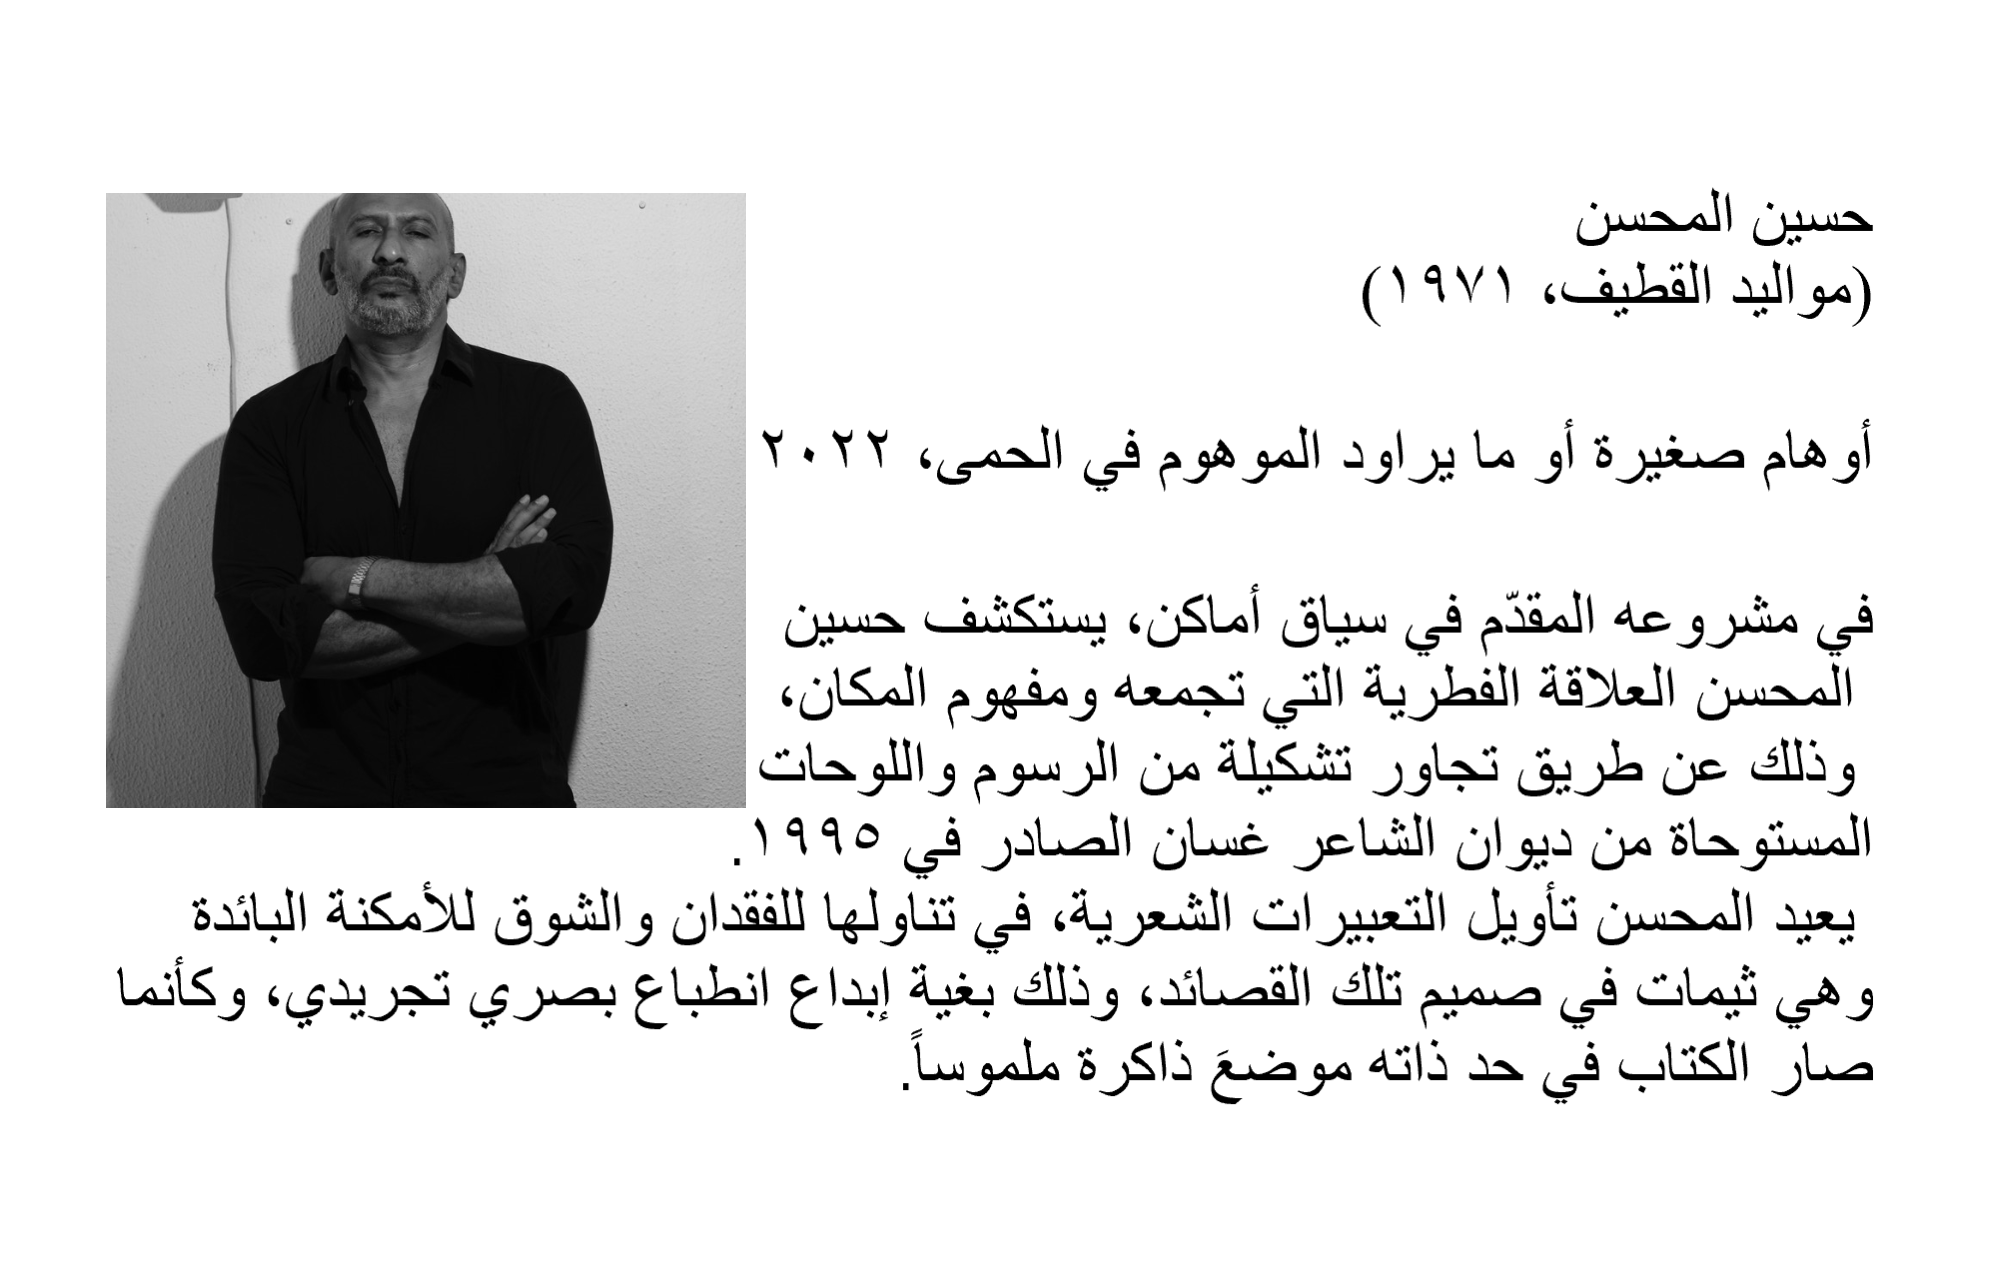 حسين المحسن
(مواليد القطيف، ١٩٧١)
أوهام صغيرة أو ما يراود الموهوم في الحمى، ٢٠٢٢
في مشروعه المقدّم في سياق أماكن، يستكشف حسين
المحسن العلاقة الفطرية التي تجمعه ومفهوم المكان،
وذلك عن طريق تجاور تشكيلة من الرسوم واللوحات
المستوحاة من ديوان الشاعر غسان الصادر في ١٩٩٥.
يعيد المحسن تأويل التعبيرات الشعرية، في تناولها للفقدان والشوق للأمكنة البائدة
وهي ثيمات في صميم تلك القصائد، وذلك بغية إبداع انطباع بصري تجريدي، وكأنما
صار الكتاب في حد ذاته موضعَ ذاكرة ملموساً.